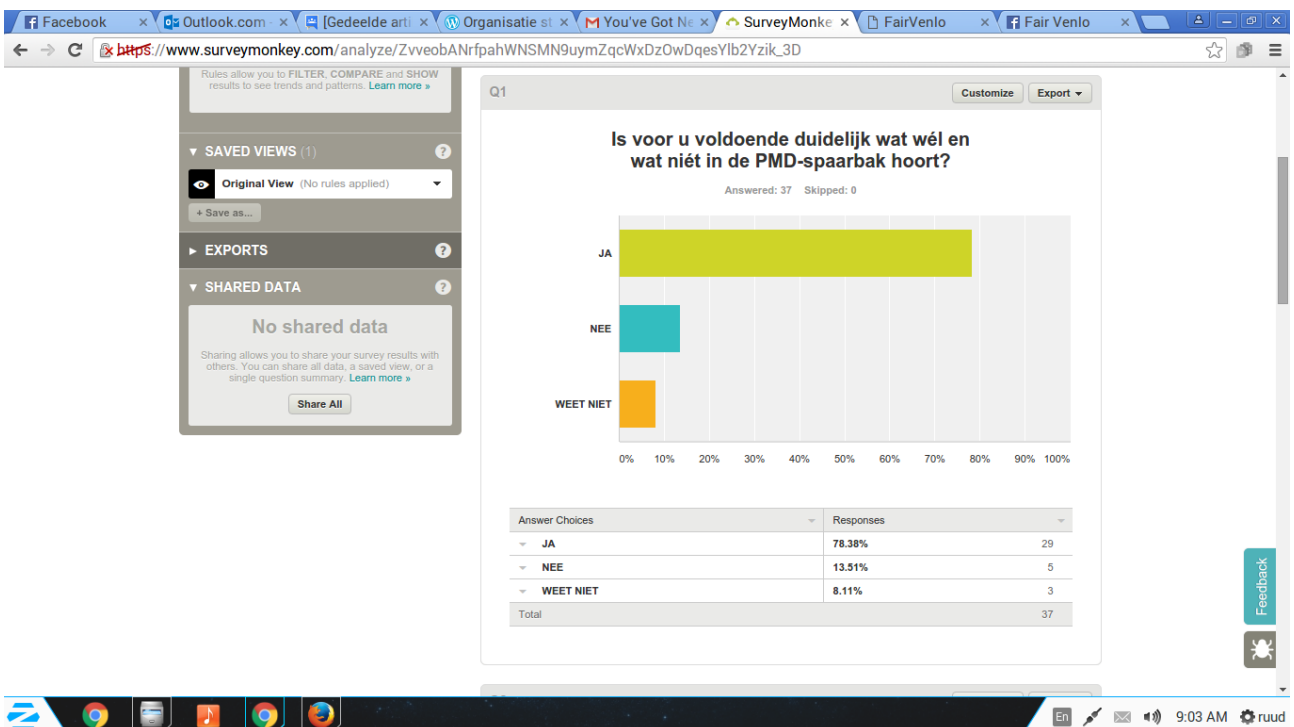 Facebook
Outlook.com -
[Gedeelde arti
Organisatie st
You've Got Ne
SurveyMonke
FairVenlo
Fair Venlo
https://www.surveymonkey.com/analyze/ZvveobANrfpahWNSMN9uymZqcWxDzOwDqesYlb2Yzik_3D
Rules allow you to FILTER, COMPARE and SHOW
results to see trends and patterns. Learn more »
▼ SAVED VIEWS (1) ?
Original View (No rules applied)
+ Save as...
► EXPORTS ?
▼ SHARED DATA ?
No shared data
Sharing allows you to share your survey results with
others. You can share all data, a saved view, or a
single question summary. Learn more »
Share All
Q1 Customize Export
Is voor u voldoende duidelijk wat wél en
wat niét in de PMD-spaarbak hoort?
Answered: 37 Skipped: 0
JA
NEE
WEET NIET
0% 10% 20% 30% 40% 50% 60% 70% 80% 90% 100%
Answer Choices Responses
JA 78.38% 29
NEE 13.51% 5
WEET NIET 8.11% 3
Total 37
Feedback
En 9:03 AM ruud